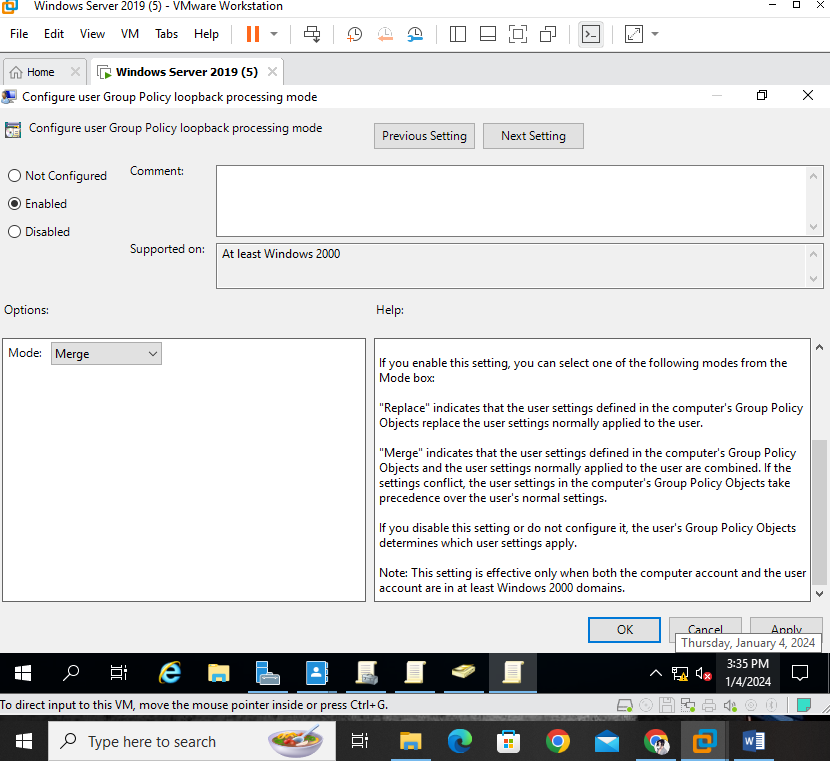 Windows Server 2019 (5) - VMware Workstation
File Edit View VM Tabs Help
Home Windows Server 2019 (5)
Configure user Group Policy loopback processing mode
Configure user Group Policy loopback processing mode
Previous Setting Next Setting
Not Configured
Enabled
Disabled
Comment:
Supported on:
At least Windows 2000
Options:
Help:
Mode: Merge
If you enable this setting, you can select one of the following modes from the
Mode box:
"Replace" indicates that the user settings defined in the computer's Group Policy
Objects replace the user settings normally applied to the user.
"Merge" indicates that the user settings defined in the computer's Group Policy
Objects and the user settings normally applied to the user are combined. If the
settings conflict, the user settings in the computer's Group Policy Objects take
precedence over the user's normal settings.
If you disable this setting or do not configure it, the user's Group Policy Objects
determines which user settings apply.
Note: This setting is effective only when both the computer account and the user
account are in at least Windows 2000 domains.
OK Cancel Apply
Thursday, January 4, 2024
3:35 PM
1/4/2024
To direct input to this VM, move the mouse pointer inside or press Ctrl+G.
Type here to search